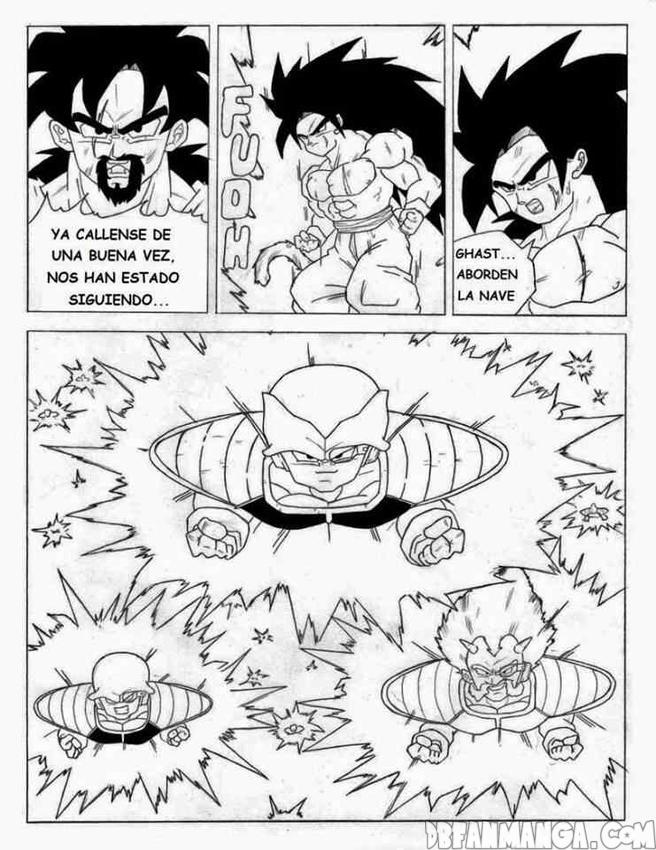 YA CALLENSE DE
UNA BUENA VEZ,
NOS HAN ESTADO
SIGUIENDO...
FUOH
GHAST...
ABORDEN
LA NAVE
DBFANMANGA.COM